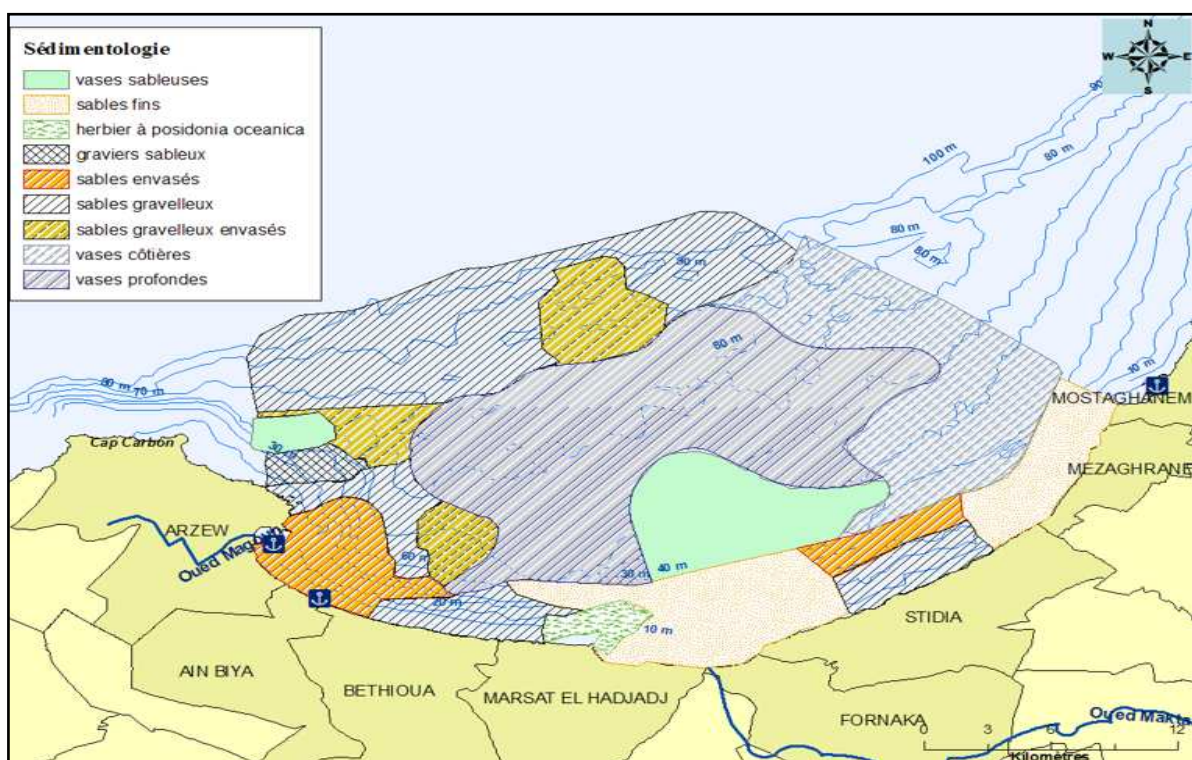 Sédimentologie
vases sableuses
sables fins
herbier à posidonia oceanica
graviers sableux
sables envasés
sables gravelleux
sables gravelleux envasés
vases côtières
vases profondes
N
W E
S
100 m
80 m
80 m
80 m
90 m
80 m
80 m
70 m
10 m
MOSTAGHANEM
Cap Carbon
30 m
MEZAGHRANE
ARZEW
Oued Magoun
60 m
30 m
40 m
20 m
10 m
STIDIA
AIN BIYA
BETHIOUA
MARSAT EL HADJADJ
FORNAKA
Oued Makta
0 3 6 12
Kilomètres